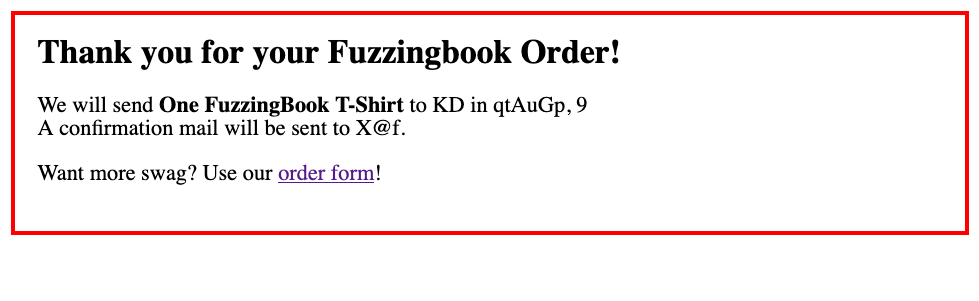 Thank you for your Fuzzingbook Order!
We will send One FuzzingBook T-Shirt to KD in qtAuGp, 9
A confirmation mail will be sent to X@f.
Want more swag? Use our order form!